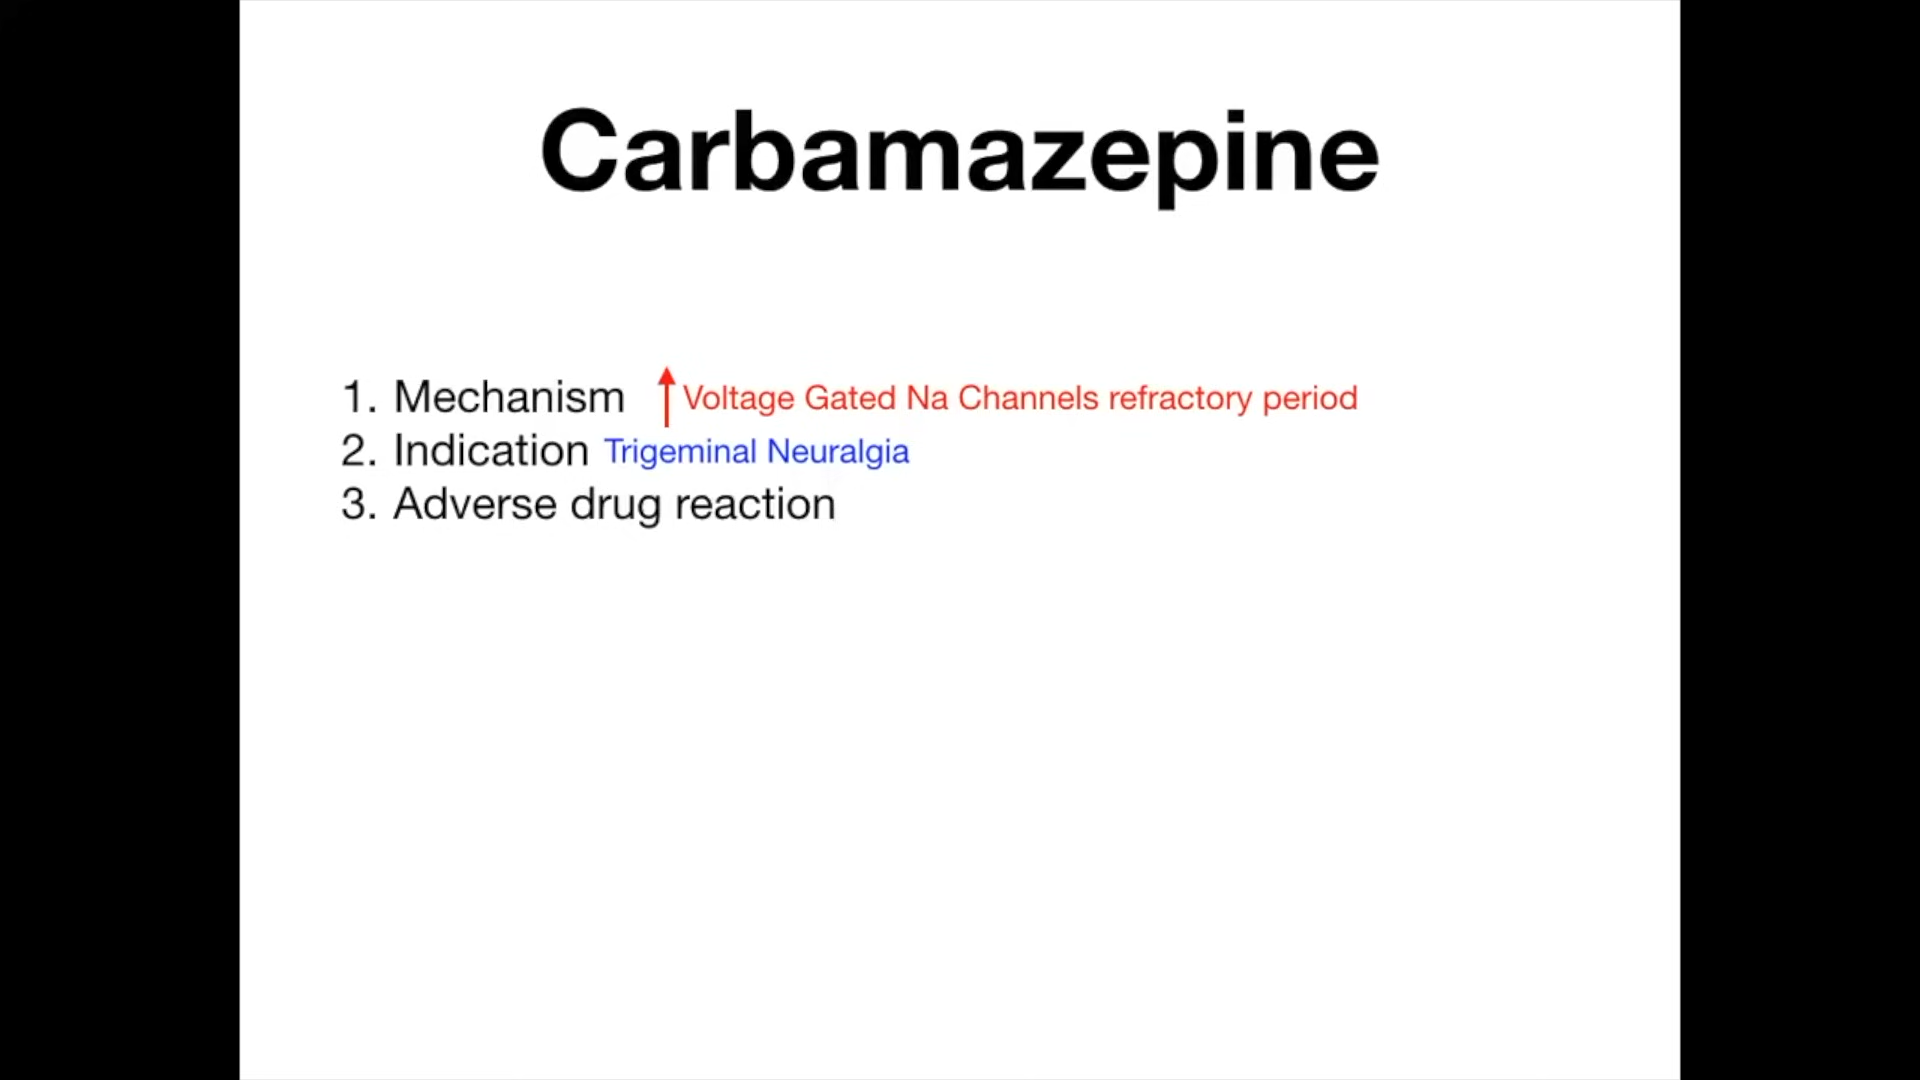 Carbamazepine
1. Mechanism ↑ Voltage Gated Na Channels refractory period
2. Indication Trigeminal Neuralgia
3. Adverse drug reaction